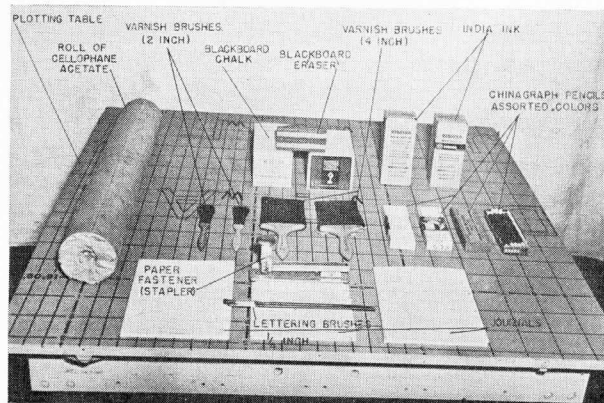 PLOTTING TABLE
ROLL OF
CELLOPHANE
ACETATE
VARNISH BRUSHES
(2 INCH)
BLACKBOARD
CHALK
BLACKBOARD
ERASER
VARNISH BRUSHES
(4 INCH)
INDIA INK
CHINAGRAPH PENCILS
ASSORTED COLORS
PAPER
FASTENER
(STAPLER)
LETTERING BRUSHES
1/4 INCH
JOURNALS